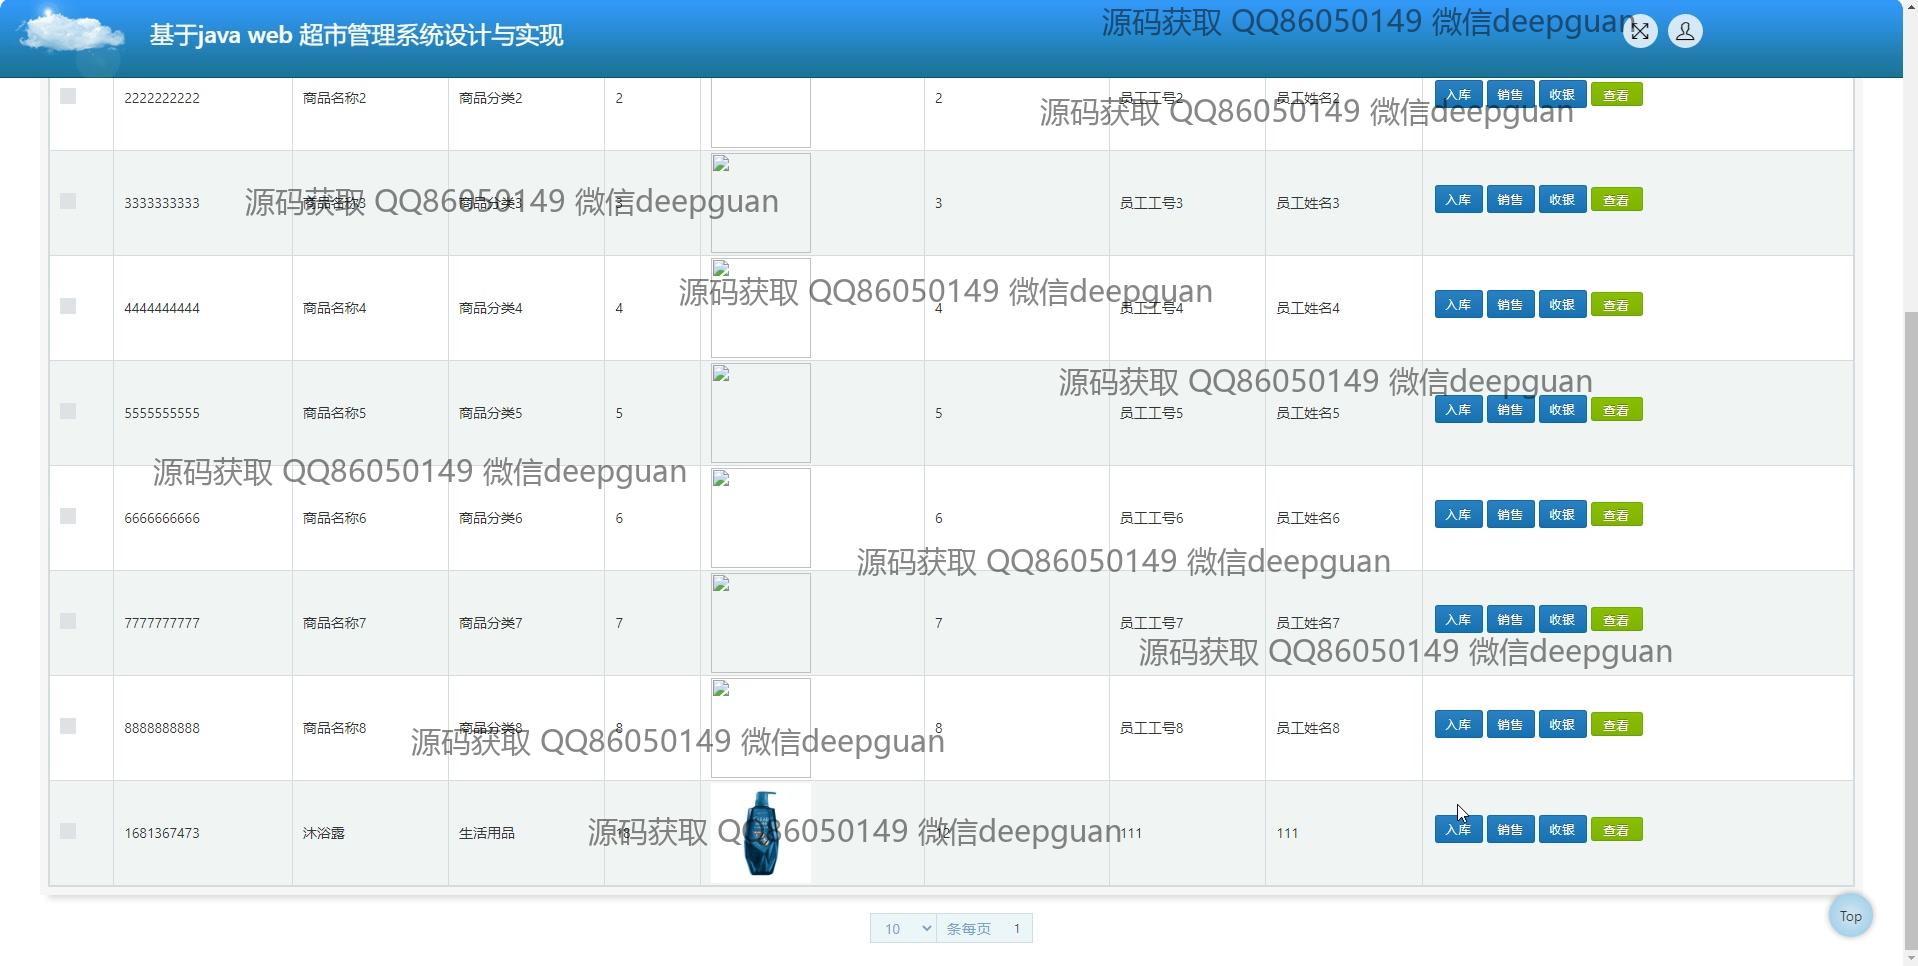 基于java web 超市管理系统设计与实现
源码获取 QQ86050149 微信deepguan
2222222222 商品名称2 商品分类2 2 2 员工工号2 员工姓名2 入库 销售 收银 查看
源码获取 QQ86050149 微信deepguan
3333333333 商品名称3 商品分类3 3 3 员工工号3 员工姓名3 入库 销售 收银 查看
源码获取 QQ86050149 微信deepguan
4444444444 商品名称4 商品分类4 4 4 员工工号4 员工姓名4 入库 销售 收银 查看
源码获取 QQ86050149 微信deepguan
源码获取 QQ86050149 微信deepguan
5555555555 商品名称5 商品分类5 5 5 员工工号5 员工姓名5 入库 销售 收银 查看
源码获取 QQ86050149 微信deepguan
6666666666 商品名称6 商品分类6 6 6 员工工号6 员工姓名6 入库 销售 收银 查看
源码获取 QQ86050149 微信deepguan
7777777777 商品名称7 商品分类7 7 7 员工工号7 员工姓名7 入库 销售 收银 查看
源码获取 QQ86050149 微信deepguan
8888888888 商品名称8 商品分类8 8 8 员工工号8 员工姓名8 入库 销售 收银 查看
源码获取 QQ86050149 微信deepguan
1681367473 沐浴露 生活用品 18 12 111 111 入库 销售 收银 查看
源码获取 QQ86050149 微信deepguan
Top
10 条每页 1